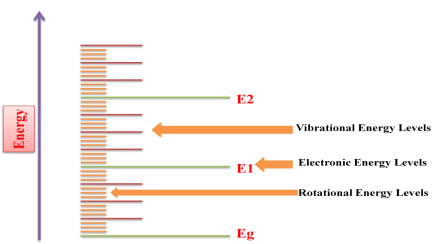 Energy
E2
Vibrational Energy Levels
E1
Electronic Energy Levels
Rotational Energy Levels
Eg